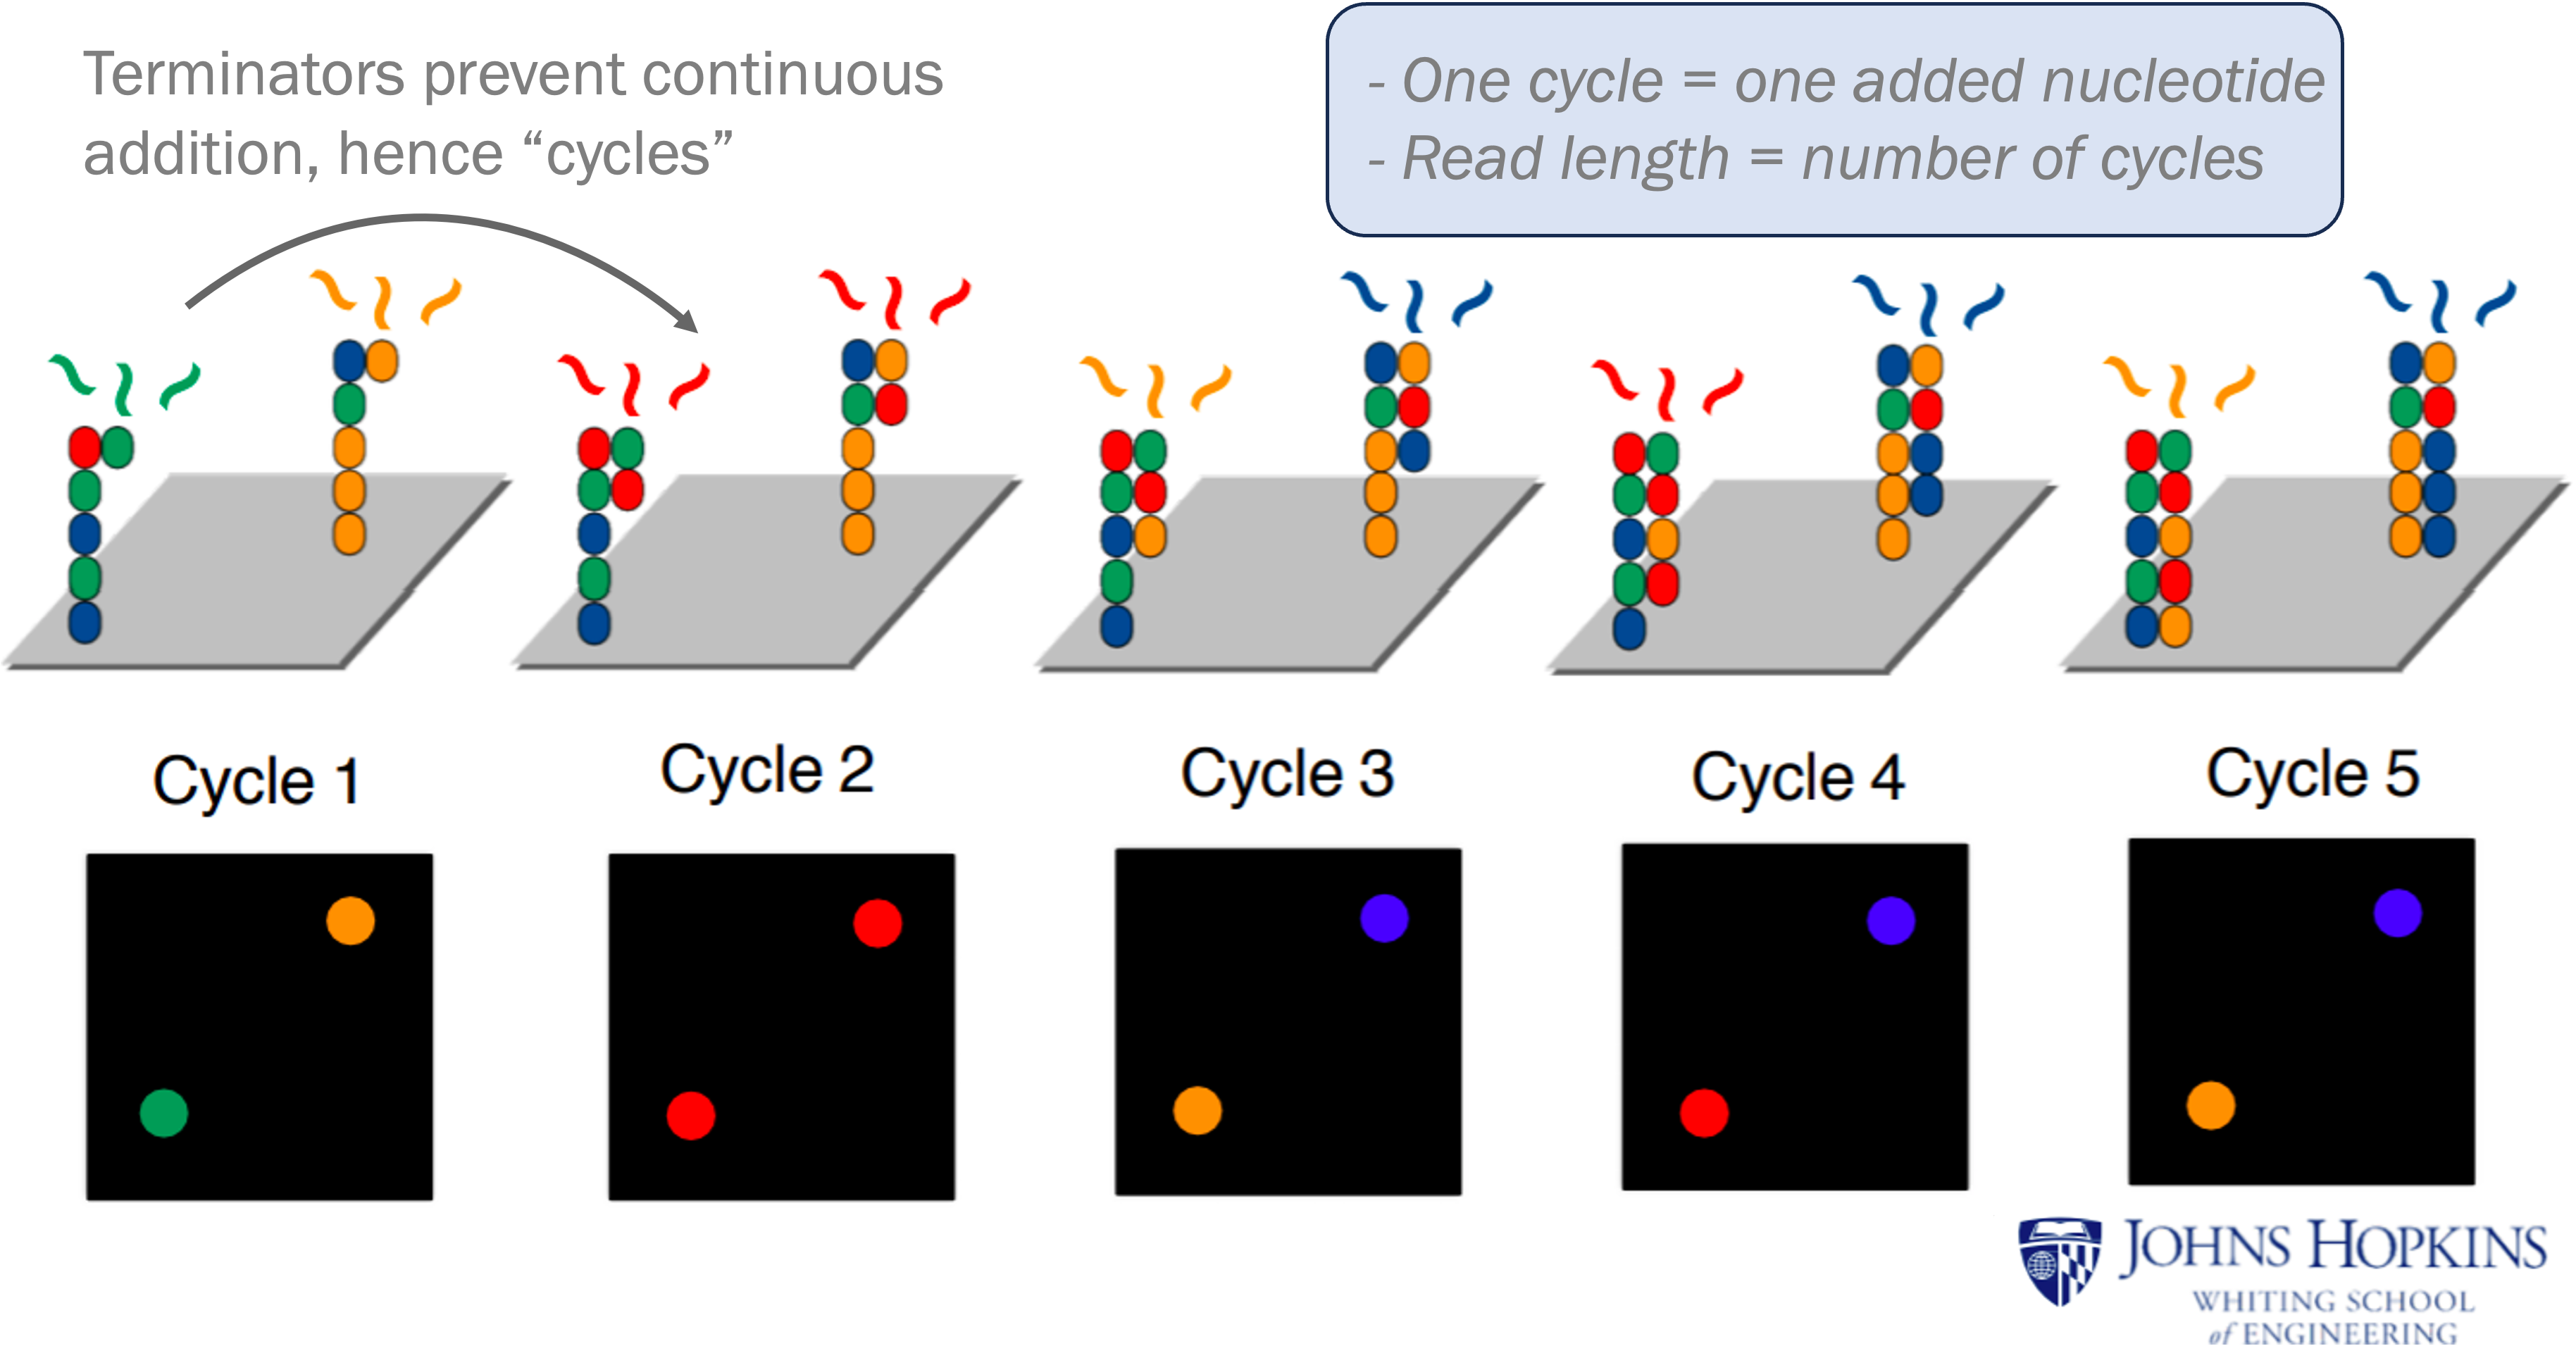 Terminators prevent continuous
addition, hence “cycles”
- One cycle = one added nucleotide
- Read length = number of cycles
Cycle 1
Cycle 2
Cycle 3
Cycle 4
Cycle 5
JOHNS HOPKINS
WHITING SCHOOL
of ENGINEERING